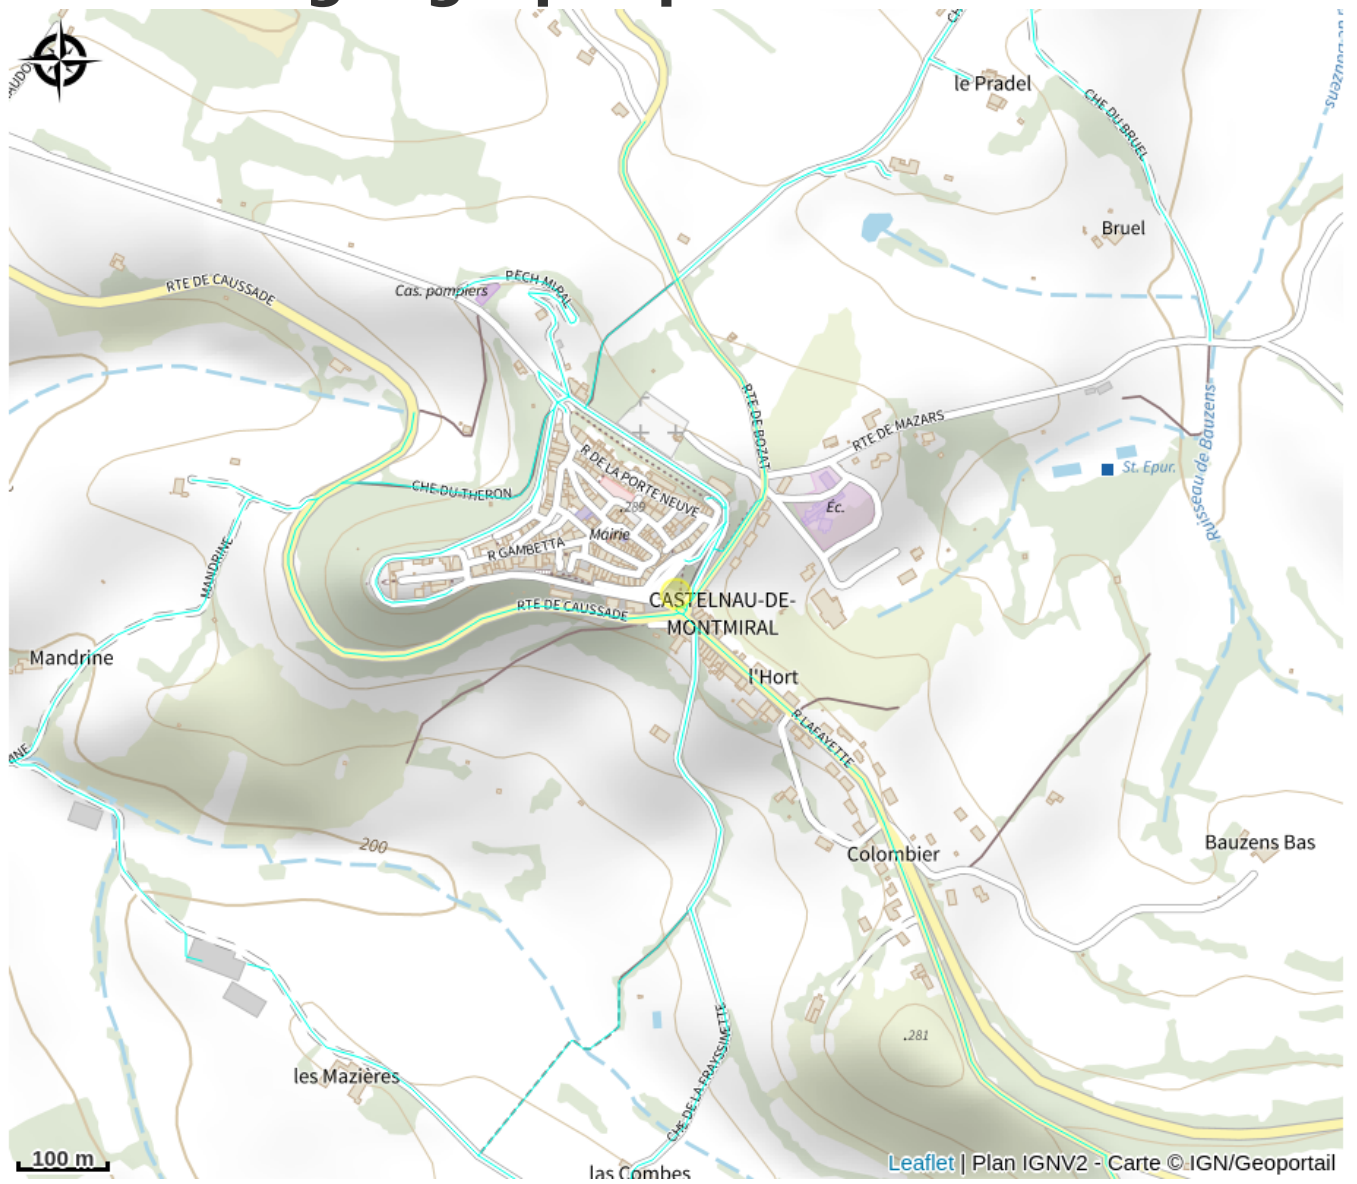 le Pradel
CHE DU BRUEL
Bruel
RTE DE CAUSSADE
Cas. pompiers
PECH MIRAL
RTE DE BOZAT
RTE DE MAZARS
R DE LA PORTE NEUVE
CHE DU THERON
.289
Mairie
Éc.
St. Epur.
Ruisseau de Bauzens
R GAMBETTA
MANDRINE
RTE DE CAUSSADE
CASTELNAU-DE-
MONTMIRAL
Mandrine
l'Hort
R LAFAYETTE
200
Colombier
Bauzens Bas
.281
les Mazières
CHE DE LA FRAYSSINETTE
las Combes
100 m
Leaflet | Plan IGNV2 - Carte © IGN/Geoportail